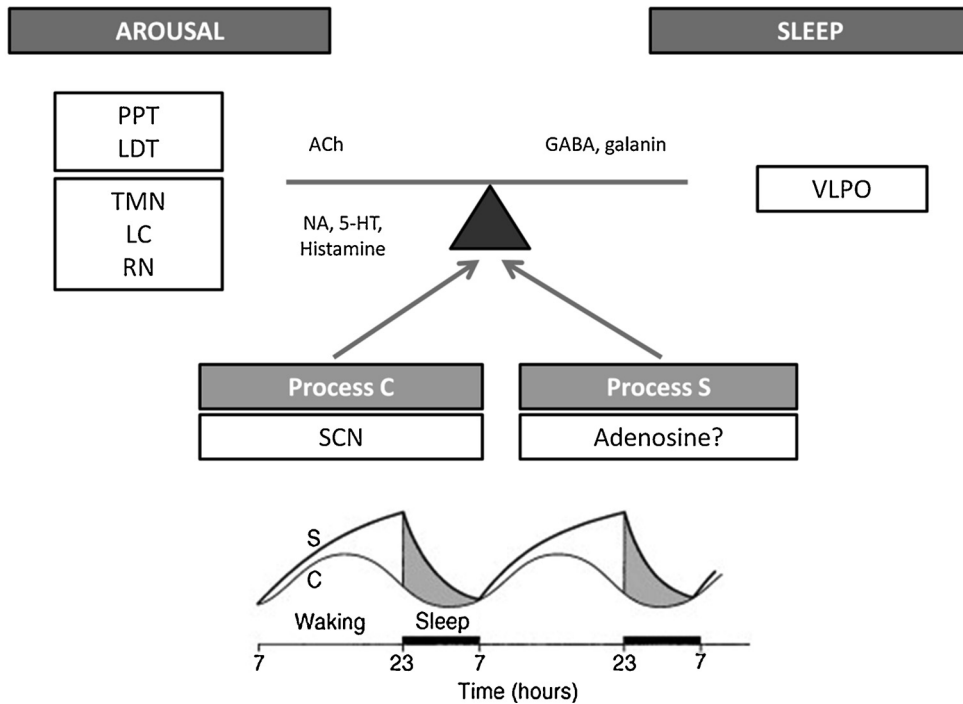 AROUSAL
SLEEP
PPT
LDT
TMN
LC
RN
ACh
GABA, galanin
NA, 5-HT,
Histamine
VLPO
Process C
SCN
Process S
Adenosine?
S
C
Waking
Sleep
7 23 7 23 7
Time (hours)